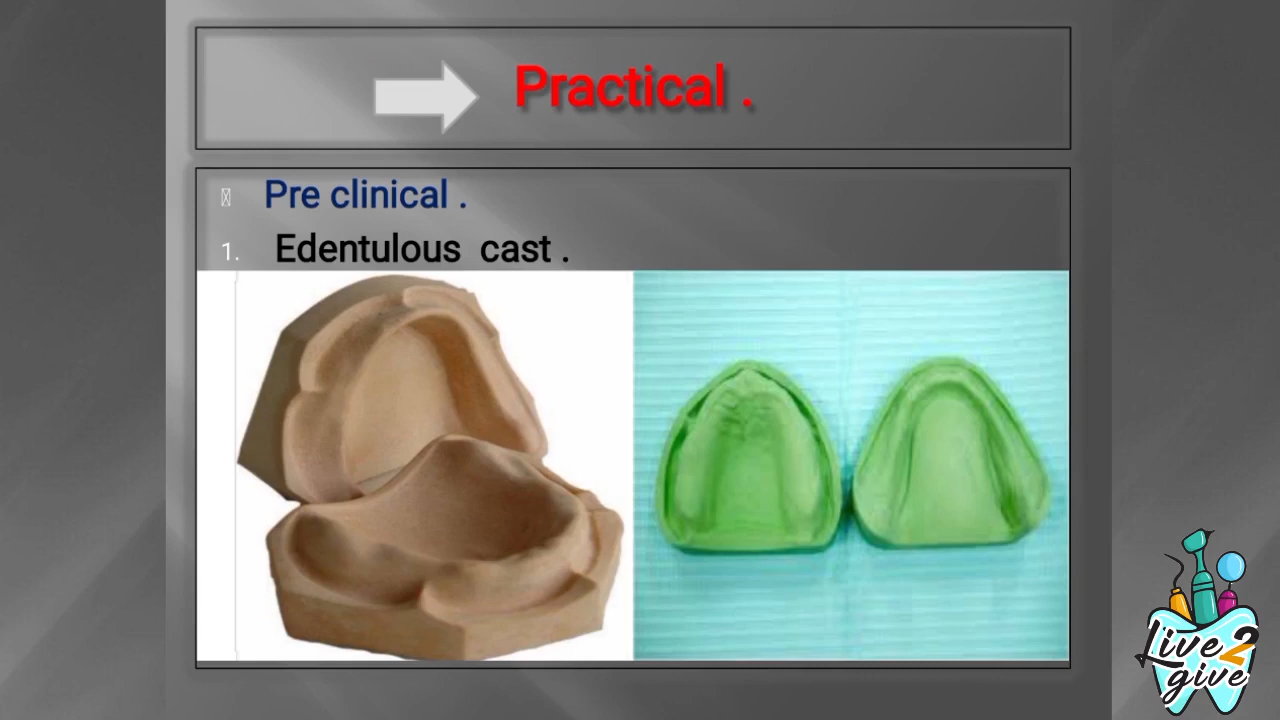 Practical .
Pre clinical .
1. Edentulous cast .
Live 2
give